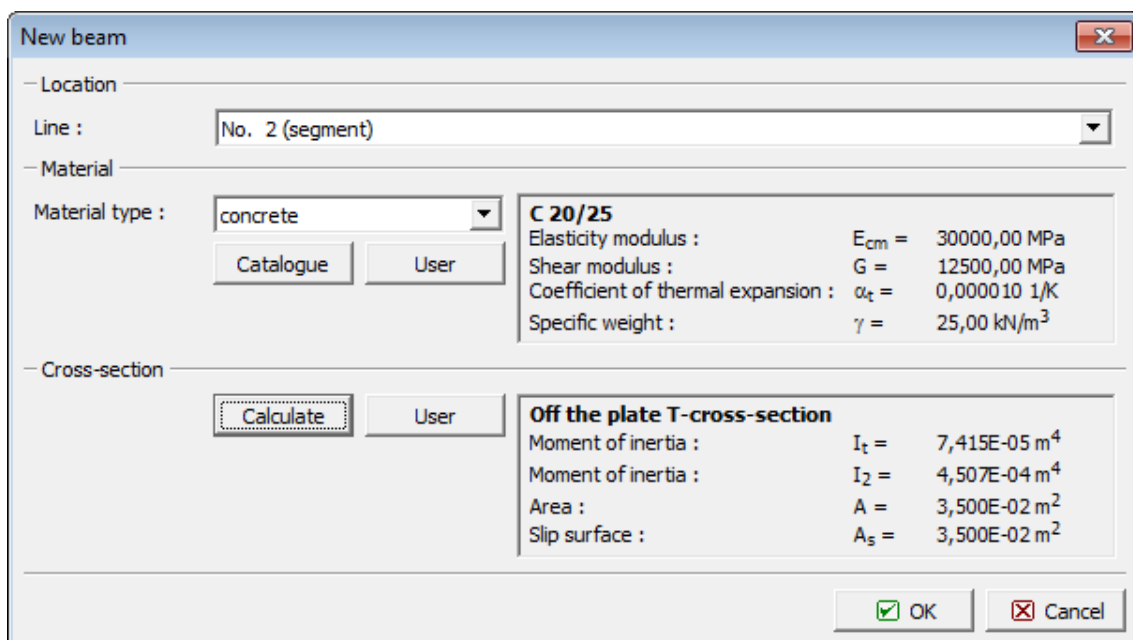 New beam
Location
Line : No. 2 (segment)
Material
Material type : concrete
Catalogue User
C 20/25
Elasticity modulus : Ecm = 30000,00 MPa
Shear modulus : G = 12500,00 MPa
Coefficient of thermal expansion : αt = 0,000010 1/K
Specific weight : γ = 25,00 kN/m³
Cross-section
Calculate User
Off the plate T-cross-section
Moment of inertia : It = 7,415E-05 m⁴
Moment of inertia : I2 = 4,507E-04 m⁴
Area : A = 3,500E-02 m²
Slip surface : As = 3,500E-02 m²
OK Cancel